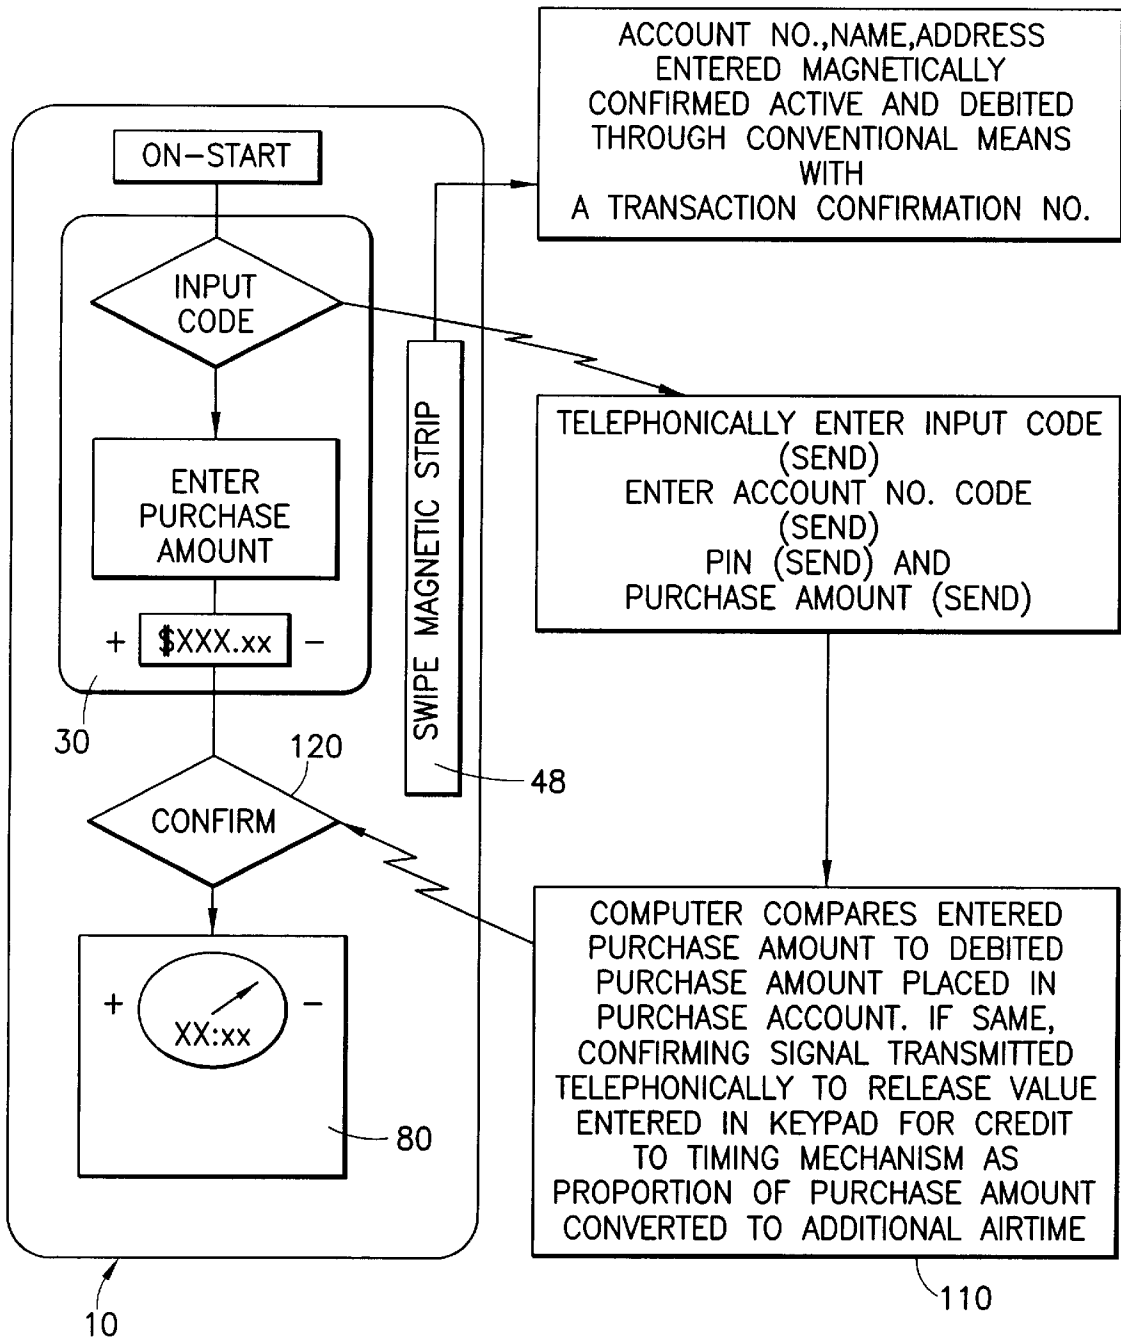 ACCOUNT NO.,NAME,ADDRESS
ENTERED MAGNETICALLY
CONFIRMED ACTIVE AND DEBITED
THROUGH CONVENTIONAL MEANS
WITH
A TRANSACTION CONFIRMATION NO.
ON-START
INPUT
CODE
ENTER
PURCHASE
AMOUNT
+ $XXX.xx -
30
SWIPE MAGNETIC STRIP
48
TELEPHONICALLY ENTER INPUT CODE
(SEND)
ENTER ACCOUNT NO. CODE
(SEND)
PIN (SEND) AND
PURCHASE AMOUNT (SEND)
120
CONFIRM
+ -
XX:xx
80
10
COMPUTER COMPARES ENTERED
PURCHASE AMOUNT TO DEBITED
PURCHASE AMOUNT PLACED IN
PURCHASE ACCOUNT. IF SAME,
CONFIRMING SIGNAL TRANSMITTED
TELEPHONICALLY TO RELEASE VALUE
ENTERED IN KEYPAD FOR CREDIT
TO TIMING MECHANISM AS
PROPORTION OF PURCHASE AMOUNT
CONVERTED TO ADDITIONAL AIRTIME
110